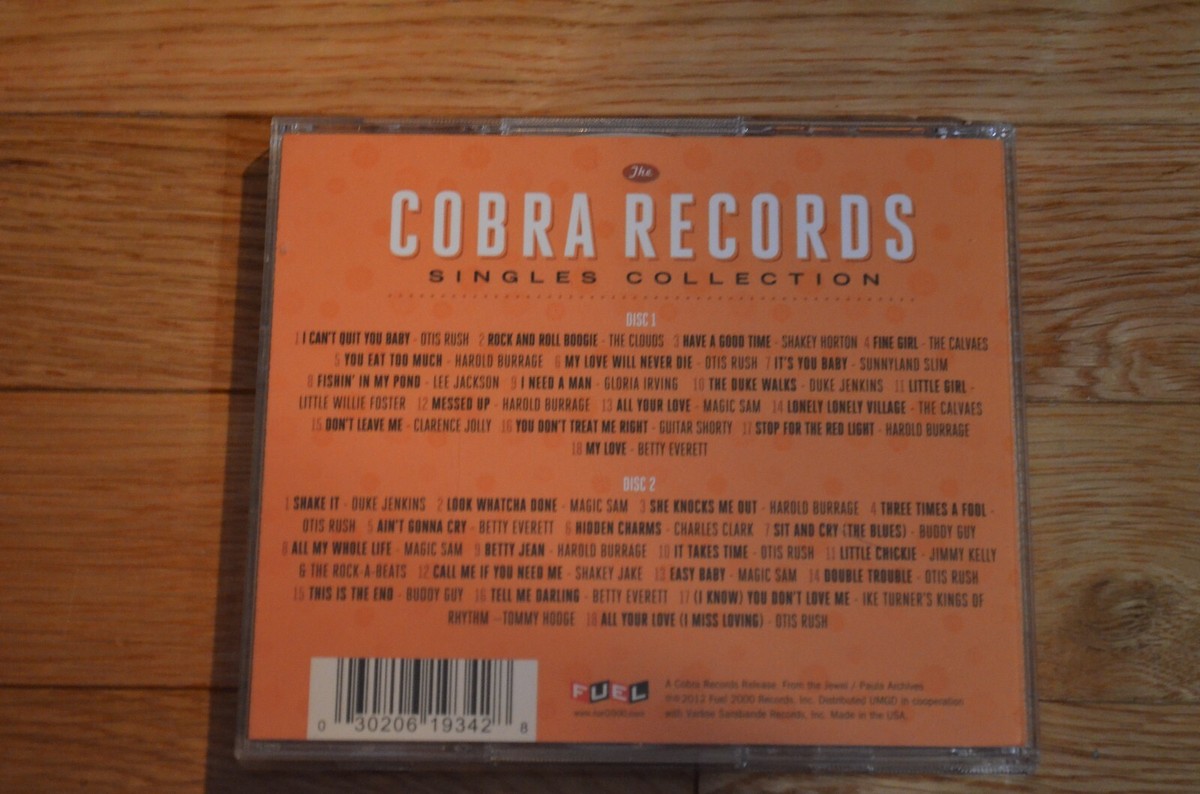 The
COBRA RECORDS
SINGLES COLLECTION
DISC 1
1 I CAN'T QUIT YOU BABY - OTIS RUSH 2 ROCK AND ROLL BOOGIE - THE CLOUDS 3 HAVE A GOOD TIME - SHAKEY HORTON 4 FINE GIRL - THE CALVAES
5 YOU EAT TOO MUCH - HAROLD BURRAGE 6 MY LOVE WILL NEVER DIE - OTIS RUSH 7 IT'S YOU BABY - SUNNYLAND SLIM
8 FISHIN' IN MY POND - LEE JACKSON 9 I NEED A MAN - GLORIA IRVING 10 THE DUKE WALKS - DUKE JENKINS 11 LITTLE GIRL -
LITTLE WILLIE FOSTER 12 MESSED UP - HAROLD BURRAGE 13 ALL YOUR LOVE - MAGIC SAM 14 LONELY LONELY VILLAGE - THE CALVAES
15 DON'T LEAVE ME - CLARENCE JOLLY 16 YOU DON'T TREAT ME RIGHT - GUITAR SHORTY 17 STOP FOR THE RED LIGHT - HAROLD BURRAGE
18 MY LOVE - BETTY EVERETT
DISC 2
1 SHAKE IT - DUKE JENKINS 2 LOOK WHATCHA DONE - MAGIC SAM 3 SHE KNOCKS ME OUT - HAROLD BURRAGE 4 THREE TIMES A FOOL -
OTIS RUSH 5 AIN'T GONNA CRY - BETTY EVERETT 6 HIDDEN CHARMS - CHARLES CLARK 7 SIT AND CRY (THE BLUES) - BUDDY GUY
8 ALL MY WHOLE LIFE - MAGIC SAM 9 BETTY JEAN - HAROLD BURRAGE 10 IT TAKES TIME - OTIS RUSH 11 LITTLE CHICKIE - JIMMY KELLY
& THE ROCK-A-BEATS 12 CALL ME IF YOU NEED ME - SHAKEY JAKE 13 EASY BABY - MAGIC SAM 14 DOUBLE TROUBLE - OTIS RUSH
15 THIS IS THE END - BUDDY GUY 16 TELL ME DARLING - BETTY EVERETT 17 (I KNOW) YOU DON'T LOVE ME - IKE TURNER'S KINGS OF
RHYTHM - TOMMY HODGE 18 ALL YOUR LOVE (I MISS LOVING) - OTIS RUSH
0 30206 19342 8
FUEL
A Cobra Records Release. From the Jewel / Paula Archives.
℗©2012 Fuel 2000 Records, Inc. Distributed UMGD in cooperation
with Varèse Sarabande Records, Inc. Made in the USA.